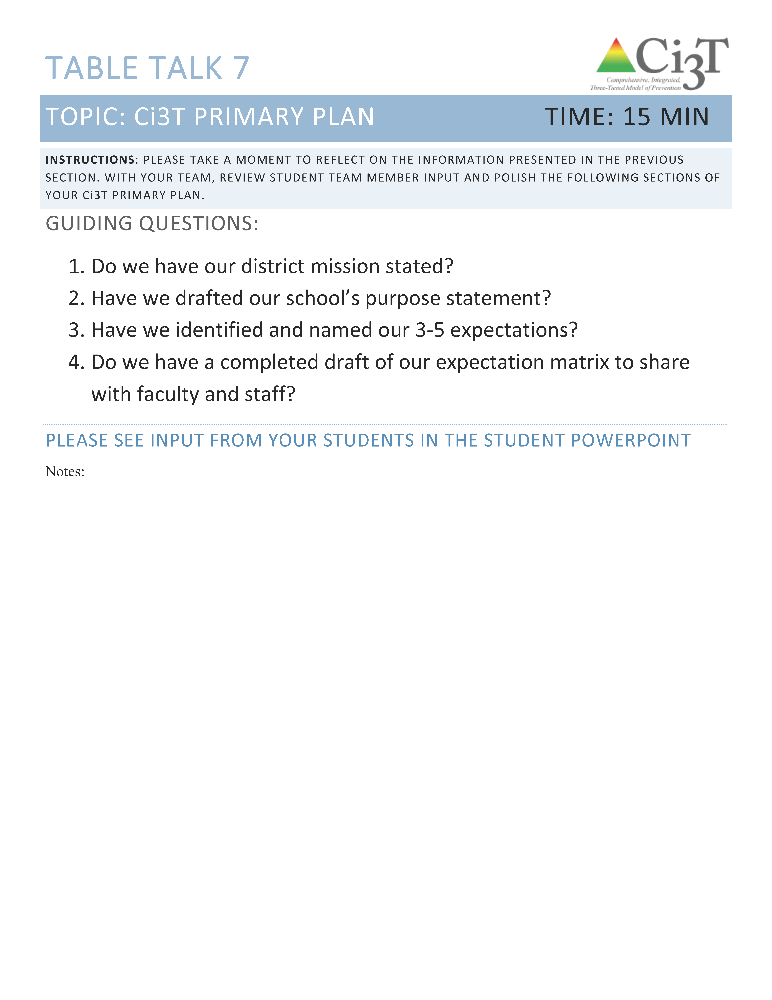 TABLE TALK 7
Ci3T
Comprehensive, Integrated,
Three-Tiered Model of Prevention
TOPIC: Ci3T PRIMARY PLAN TIME: 15 MIN
INSTRUCTIONS: PLEASE TAKE A MOMENT TO REFLECT ON THE INFORMATION PRESENTED IN THE PREVIOUS
SECTION. WITH YOUR TEAM, REVIEW STUDENT TEAM MEMBER INPUT AND POLISH THE FOLLOWING SECTIONS OF
YOUR Ci3T PRIMARY PLAN.
GUIDING QUESTIONS:
1. Do we have our district mission stated?
2. Have we drafted our school’s purpose statement?
3. Have we identified and named our 3-5 expectations?
4. Do we have a completed draft of our expectation matrix to share
with faculty and staff?
PLEASE SEE INPUT FROM YOUR STUDENTS IN THE STUDENT POWERPOINT
Notes: